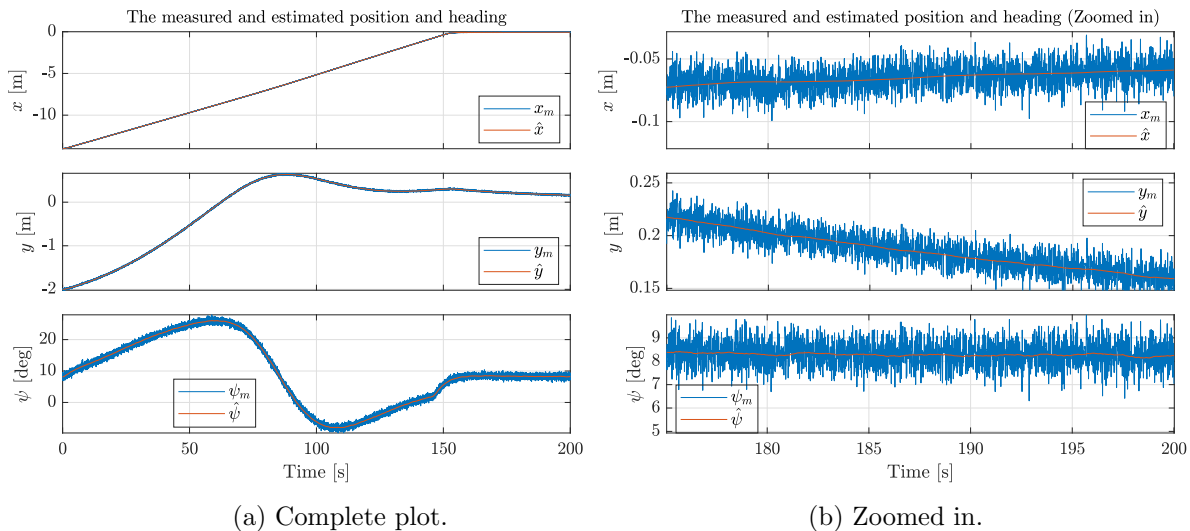 The measured and estimated position and heading
0
-5
-10
x [m]
x_m
x̂
0
-1
-2
y [m]
y_m
ŷ
20
10
0
ψ [deg]
ψ_m
ψ̂
0 50 100 150 200
Time [s]
(a) Complete plot.
The measured and estimated position and heading (Zoomed in)
-0.05
-0.1
x [m]
x_m
x̂
0.25
0.2
0.15
y [m]
y_m
ŷ
9
8
7
6
5
ψ [deg]
ψ_m
ψ̂
180 185 190 195 200
Time [s]
(b) Zoomed in.